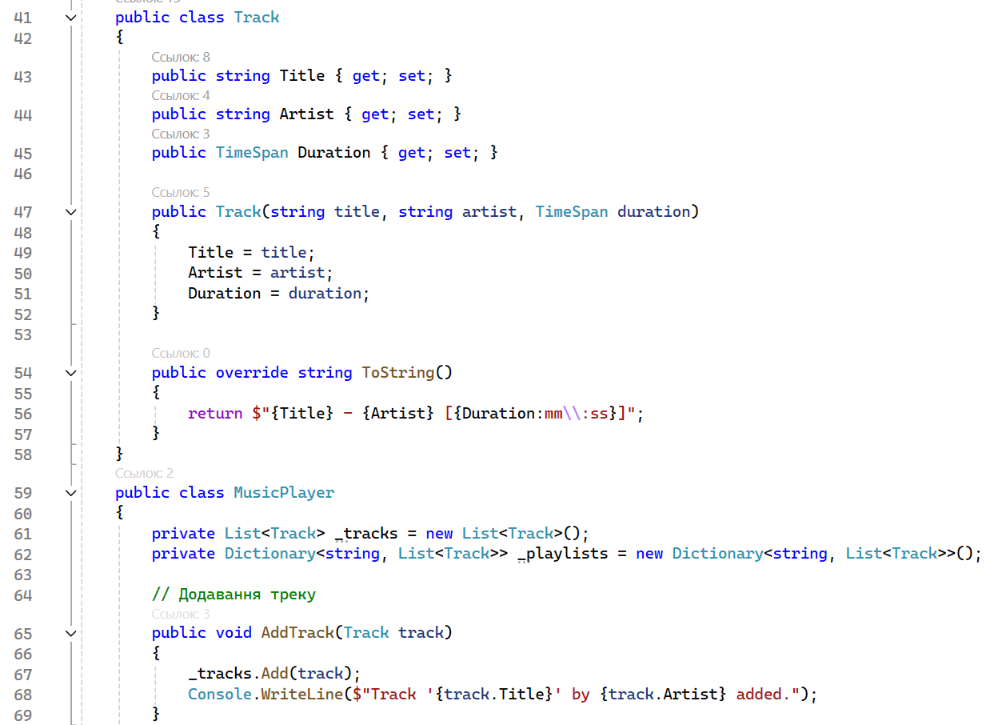 41 public class Track
42 {
Ссылок: 8
43 public string Title { get; set; }
Ссылок: 4
44 public string Artist { get; set; }
Ссылок: 3
45 public TimeSpan Duration { get; set; }
46
Ссылок: 5
47 public Track(string title, string artist, TimeSpan duration)
48 {
49 Title = title;
50 Artist = artist;
51 Duration = duration;
52 }
53
Ссылок: 0
54 public override string ToString()
55 {
56 return $"{Title} - {Artist} [{Duration:mm\\:ss}]";
57 }
58 }
Ссылок: 2
59 public class MusicPlayer
60 {
61 private List<Track> _tracks = new List<Track>();
62 private Dictionary<string, List<Track>> _playlists = new Dictionary<string, List<Track>>();
63
64 // Додавання треку
Ссылок: 3
65 public void AddTrack(Track track)
66 {
67 _tracks.Add(track);
68 Console.WriteLine($"Track '{track.Title}' by {track.Artist} added.");
69 }